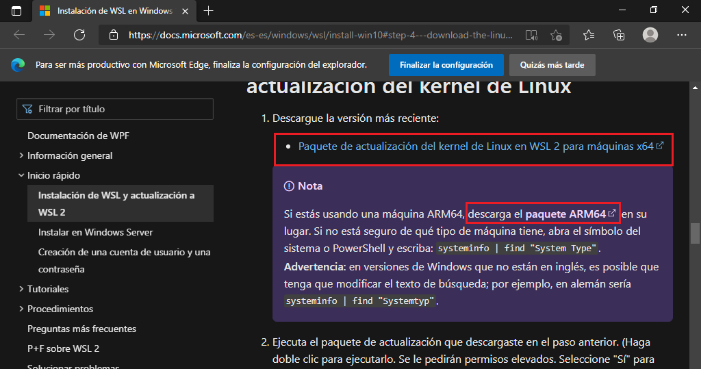 Instalación de WSL en Windows
https://docs.microsoft.com/es-es/windows/wsl/install-win10#step-4---download-the-linu...
Para ser más productivo con Microsoft Edge, finaliza la configuración del explorador.
Finalizar la configuración
Quizás más tarde
Filtrar por título
Documentación de WPF
Información general
Inicio rápido
Instalación de WSL y actualización a
WSL 2
Instalar en Windows Server
Creación de una cuenta de usuario y una
contraseña
Tutoriales
Procedimientos
Preguntas más frecuentes
P+F sobre WSL 2
Solucionar problemas
actualización del kernel de Linux
1. Descargue la versión más reciente:
• Paquete de actualización del kernel de Linux en WSL 2 para máquinas x64
Nota
Si estás usando una máquina ARM64, descarga el paquete ARM64 en su
lugar. Si no está seguro de qué tipo de máquina tiene, abra el símbolo del
sistema o PowerShell y escriba: systeminfo | find "System Type".
Advertencia: en versiones de Windows que no están en inglés, es posible que
tenga que modificar el texto de búsqueda; por ejemplo, en alemán sería
systeminfo | find "Systemtyp".
2. Ejecuta el paquete de actualización que descargaste en el paso anterior. (Haga
doble clic para ejecutarlo. Se le pedirán permisos elevados. Seleccione "Sí" para